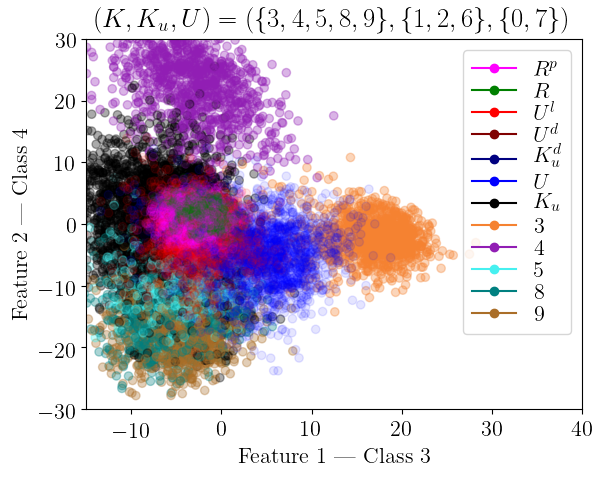 (K, K_u, U) = ({3, 4, 5, 8, 9}, {1, 2, 6}, {0, 7})
30
20
10
0
−10
−20
−30
Feature 2 — Class 4
R^p
R
U^l
U^d
K_u^d
U
K_u
3
4
5
8
9
−10
0
10
20
30
40
Feature 1 — Class 3